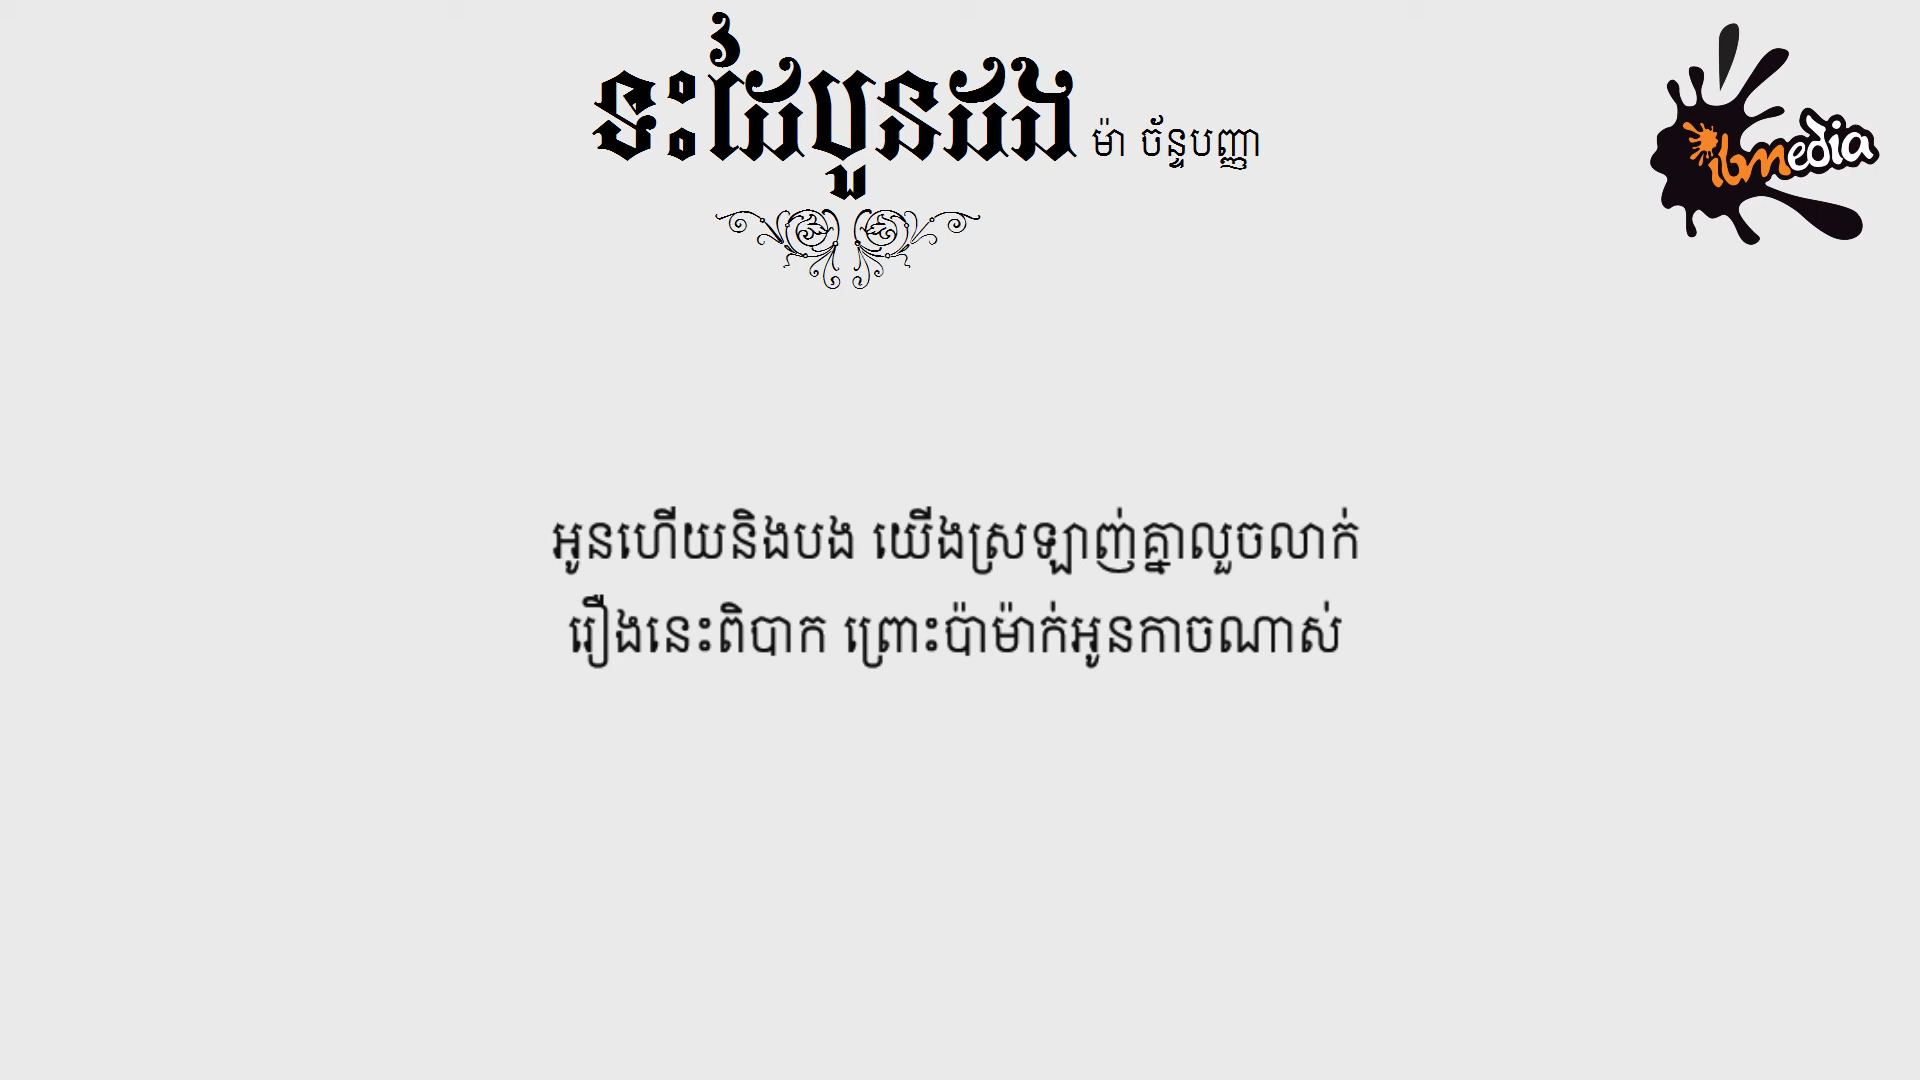 ទះដៃបួនដង ម៉ា ច័ន្ទបញ្ញា
ibmedia
អូនហើយនិងបង យើងស្រឡាញ់គ្នាលួចលាក់
រឿងនេះពិបាក ព្រោះប៉ាម៉ាក់អូនកាចណាស់